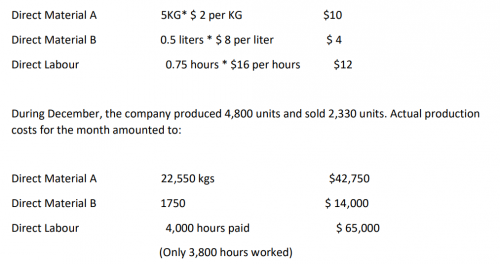 Direct Material A 5KG* $ 2 per KG $10
Direct Material B 0.5 liters * $ 8 per liter $ 4
Direct Labour 0.75 hours * $16 per hours $12
During December, the company produced 4,800 units and sold 2,330 units. Actual production
costs for the month amounted to:
Direct Material A 22,550 kgs $42,750
Direct Material B 1750 $ 14,000
Direct Labour 4,000 hours paid $ 65,000
(Only 3,800 hours worked)